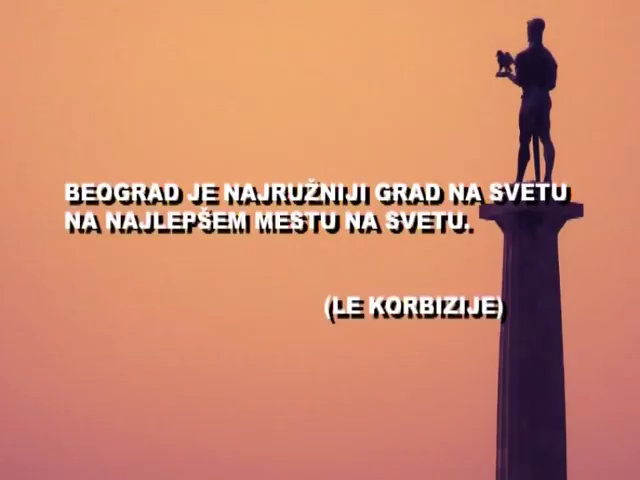 BEOGRAD JE NAJRUŽNIJI GRAD NA SVETU
NA NAJLEPŠEM MESTU NA SVETU.
(LE KORBIZIJE)